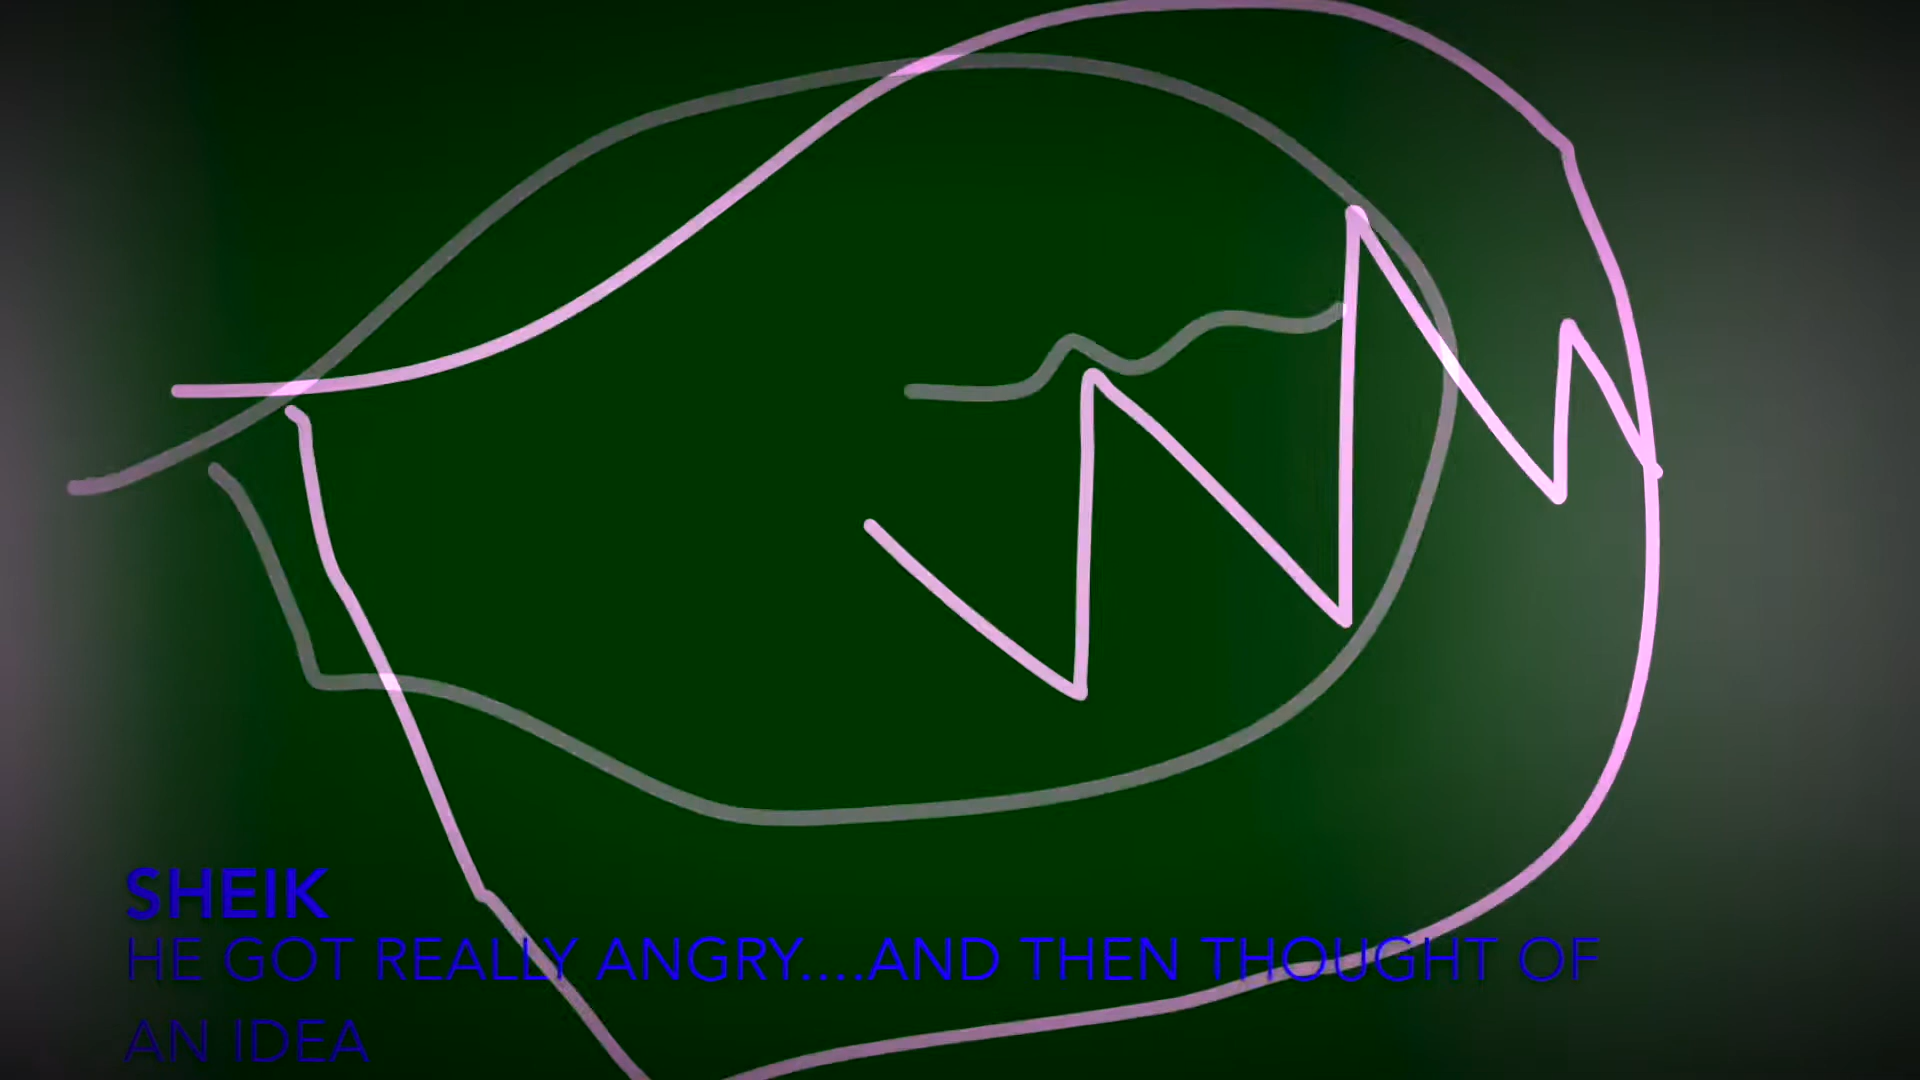 SHEIK
HE GOT REALLY ANGRY....AND THEN THOUGHT OF
AN IDEA